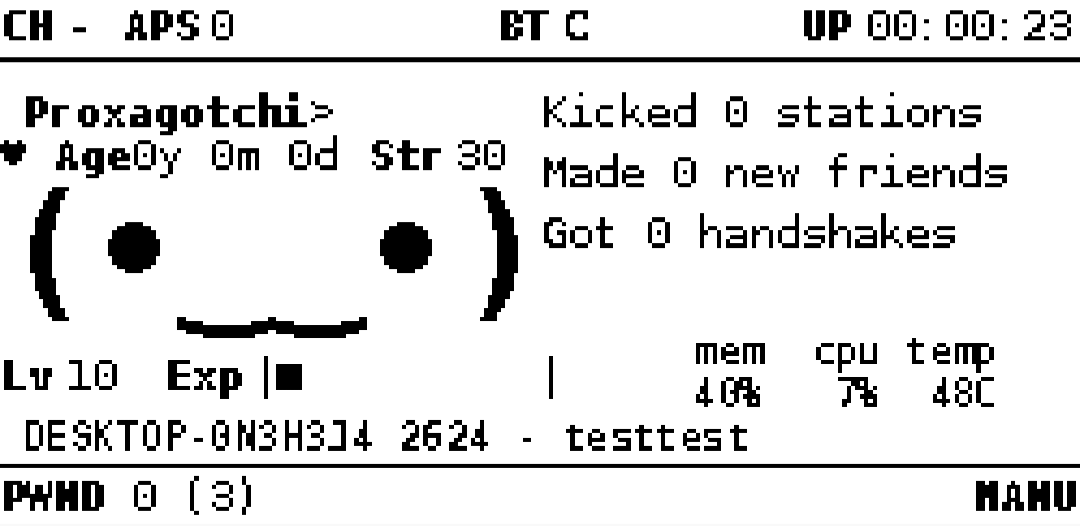 CH - APS 0 BT C UP 00:00:23
Proxagotchi>
Kicked 0 stations
♥ Age0y 0m 0d Str 30
Made 0 new friends
Got 0 handshakes
Lv 10 Exp |■ |
mem cpu temp
40% 7% 48C
DESKTOP-0N3H3J4 2624 - testtest
PWND 0 (3) MANU